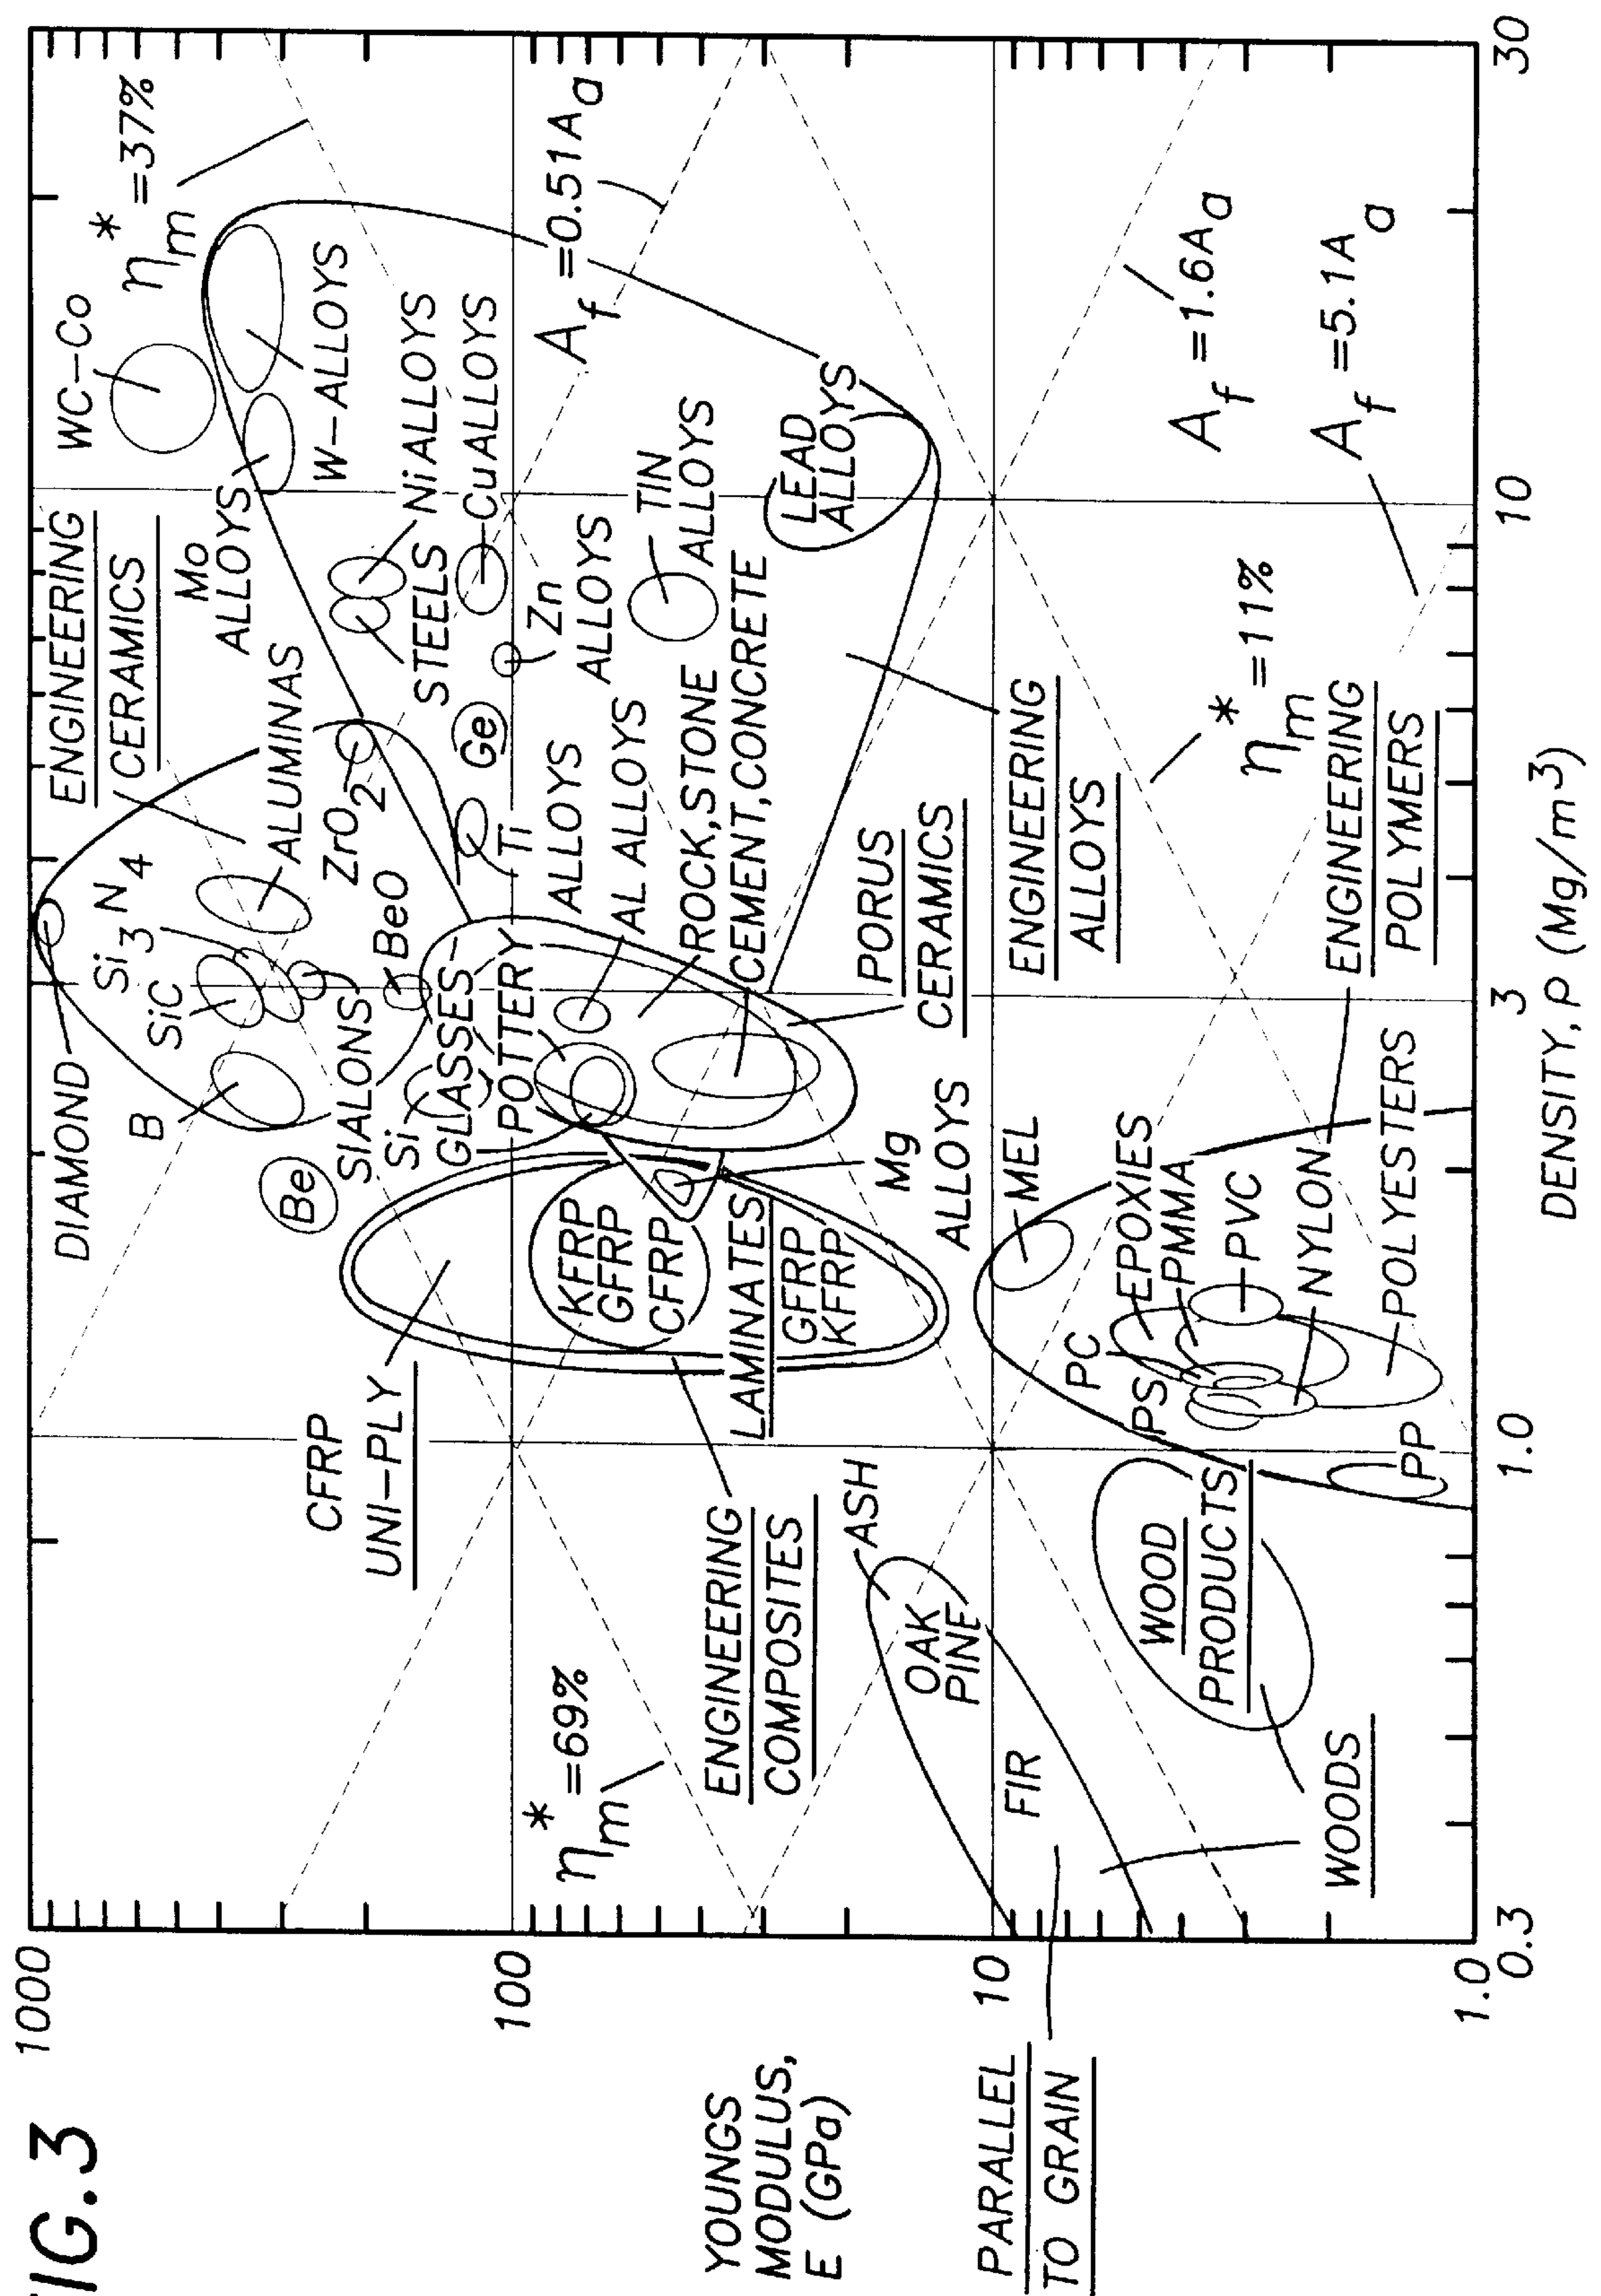 FIG.3
1000
100
10
1.0
YOUNGS
MODULUS,
E (GPa)
PARALLEL
TO GRAIN
0.3
1.0
3
10
30
DENSITY, ρ (Mg/m³)
DIAMOND
B
SiC
Si3N4
ENGINEERING
CERAMICS
WC-Co
ηm* =37%
Mo
ALLOYS
W-ALLOYS
ALUMINAS
ZrO2
BeO
SIALONS
Be
Si
GLASSES
POTTERY
STEELS
Ni ALLOYS
Cu ALLOYS
Ge
Zn
ALLOYS
Ti
ALLOYS
AL ALLOYS
TIN
ALLOYS
ROCK,STONE
CEMENT,CONCRETE
LEAD
ALLOYS
Af =0.51Aa
CFRP
UNI-PLY
KFRP
GFRP
CFRP
LAMINATES
GFRP
KFRP
Mg
ALLOYS
PORUS
CERAMICS
ENGINEERING
ALLOYS
ηm* =69%
ENGINEERING
COMPOSITES
ASH
OAK
PINE
FIR
WOOD
PRODUCTS
WOODS
MEL
EPOXIES
PMMA
PVC
PC
PS
NYLON
POLYESTERS
PP
ENGINEERING
POLYMERS
ηm* =11%
Af =1.6Aa
Af =5.1Aa